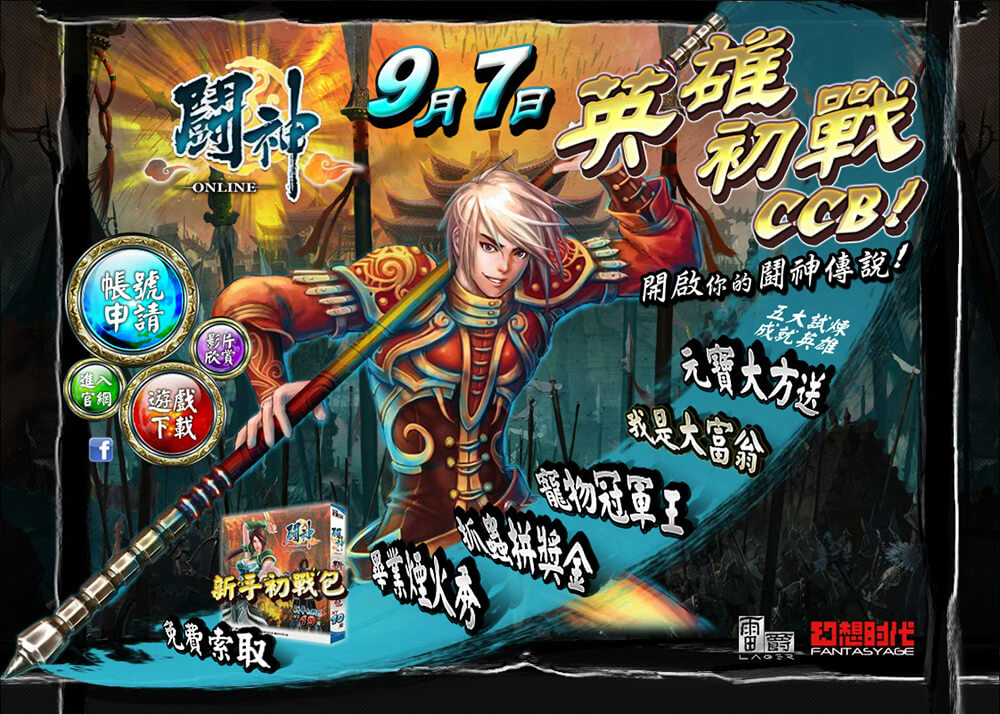 鬪神
ONLINE
9月7日
英雄
初戰
CCB!
開啟你的鬪神傳說!
五大試煉
成就英雄
元寶大方送
我是大富翁
寵物冠軍王
抓蟲拼獎金
畢業煙火秀
帳號
申請
影片
欣賞
進入
官網
遊戲
下載
f
鬪神
新手初戰包
免費索取
雷爵
LAGER
幻想时代
FANTASYAGE